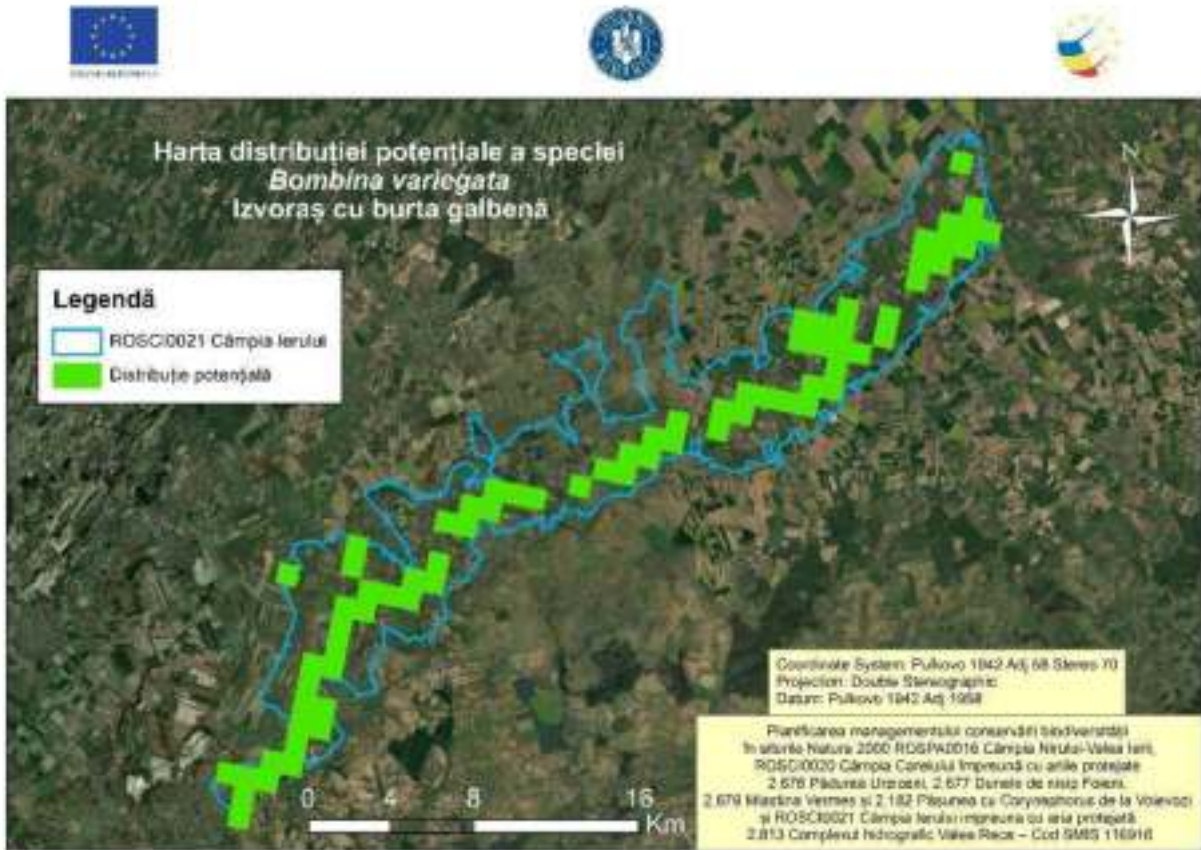 Harta distribuției potențiale a speciei
Bombina variegata
Izvoraș cu burta galbenă
N
Legendă
ROSCI0021 Câmpia Ierului
Distribuție potențială
Coordinate System: Pulkovo 1942 Adj 58 Stereo 70
Projection: Double Stereographic
Datum: Pulkovo 1942 Adj 1958
Planificarea managementului conservării biodiversității
în siturile Natura 2000 ROSPA0016 Câmpia Nirului-Valea Ierii,
ROSCI0020 Câmpia Careiului împreună cu ariile protejate
2.676 Pădurea Urziceni, 2.677 Dunele de nisip Foieni,
2.679 Mlaștina Vermeș și 2.182 Pășunea cu Corynephorus de la Voievozi
și ROSCI0021 Câmpia Ierului împreuna cu aria protejată
2.813 Complexul hidrografic Valea Rece – Cod SMIS 116916
0 4 8 16
Km